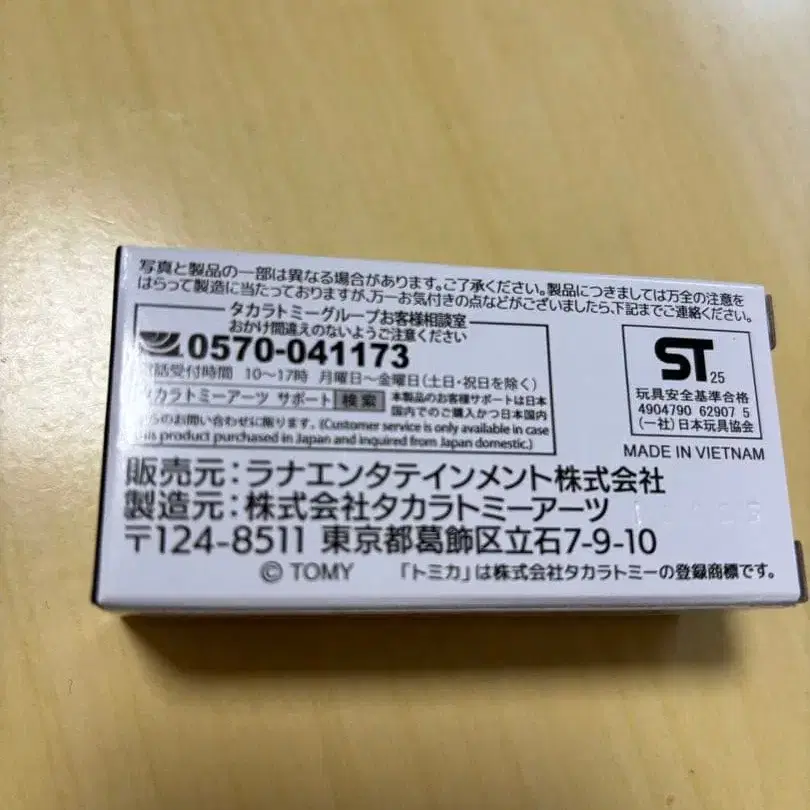 写真と製品の一部は異なる場合があります。ご了承ください。製品につきましては万全の注意を
はらって製造に当たっておりますが、万一お気付きの点などがございましたら、下記までご連絡ください。
タカラトミーグループお客様相談室
おかけ間違えのないようご注意ください
0570-041173
電話受付時間 10〜17時 月曜日〜金曜日(土日・祝日を除く)
タカラトミーアーツ サポート 検索
本製品のお客様サポートは日本
国内でのご購入かつ日本国内
からのお問い合わせに限ります。(Customer service is only available in case
this product purchased in Japan and inquired from Japan domestic.)
ST 25
玩具安全基準合格
4904790 62907 5
(一社)日本玩具協会
MADE IN VIETNAM
販売元:ラナエンタテインメント株式会社
製造元:株式会社タカラトミーアーツ
〒124-8511 東京都葛飾区立石7-9-10
© TOMY 「トミカ」は株式会社タカラトミーの登録商標です。